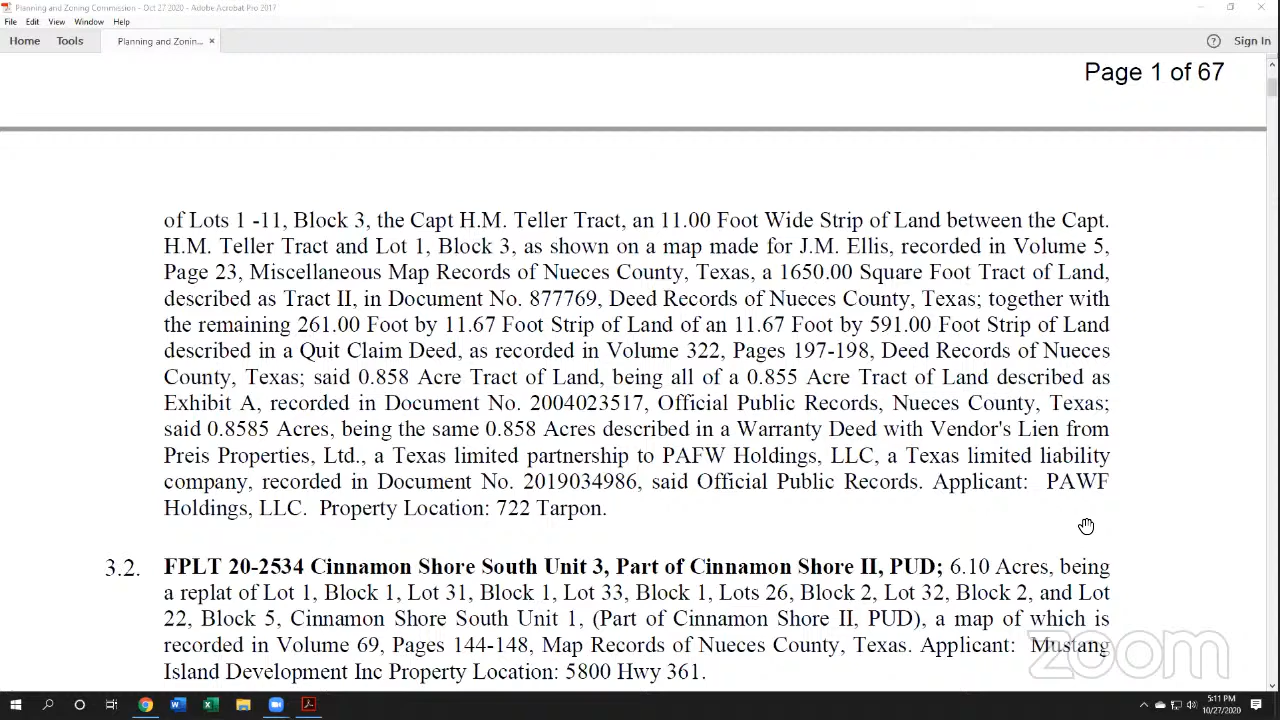 Planning and Zoning Commission - Oct 27 2020 - Adobe Acrobat Pro 2017
File Edit View Window Help
Home Tools Planning and Zonin... × Sign In
Page 1 of 67
of Lots 1 -11, Block 3, the Capt H.M. Teller Tract, an 11.00 Foot Wide Strip of Land between the Capt.
H.M. Teller Tract and Lot 1, Block 3, as shown on a map made for J.M. Ellis, recorded in Volume 5,
Page 23, Miscellaneous Map Records of Nueces County, Texas, a 1650.00 Square Foot Tract of Land,
described as Tract II, in Document No. 877769, Deed Records of Nueces County, Texas; together with
the remaining 261.00 Foot by 11.67 Foot Strip of Land of an 11.67 Foot by 591.00 Foot Strip of Land
described in a Quit Claim Deed, as recorded in Volume 322, Pages 197-198, Deed Records of Nueces
County, Texas; said 0.858 Acre Tract of Land, being all of a 0.855 Acre Tract of Land described as
Exhibit A, recorded in Document No. 2004023517, Official Public Records, Nueces County, Texas;
said 0.8585 Acres, being the same 0.858 Acres described in a Warranty Deed with Vendor's Lien from
Preis Properties, Ltd., a Texas limited partnership to PAFW Holdings, LLC, a Texas limited liability
company, recorded in Document No. 2019034986, said Official Public Records. Applicant: PAWF
Holdings, LLC. Property Location: 722 Tarpon.
3.2. FPLT 20-2534 Cinnamon Shore South Unit 3, Part of Cinnamon Shore II, PUD; 6.10 Acres, being
a replat of Lot 1, Block 1, Lot 31, Block 1, Lot 33, Block 1, Lots 26, Block 2, Lot 32, Block 2, and Lot
22, Block 5, Cinnamon Shore South Unit 1, (Part of Cinnamon Shore II, PUD), a map of which is
recorded in Volume 69, Pages 144-148, Map Records of Nueces County, Texas. Applicant: Mustang
Island Development Inc Property Location: 5800 Hwy 361.
zoom
5:11 PM
10/27/2020